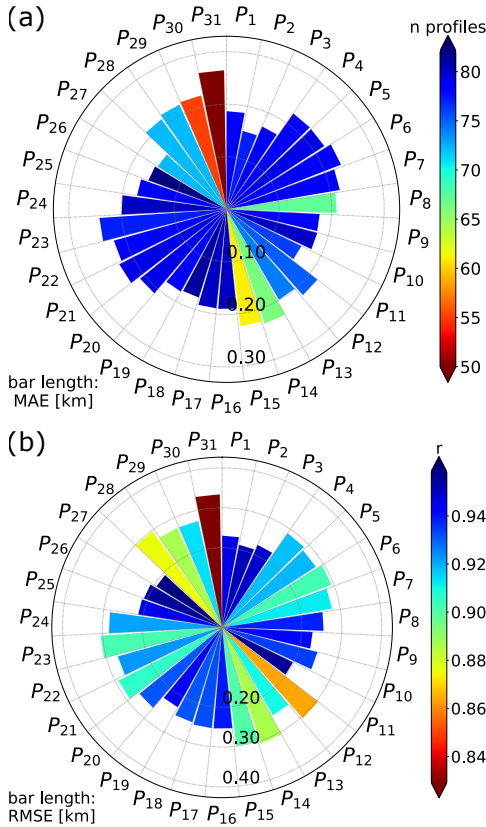 (a)
n profiles
P1
P2
P3
P4
P5
P6
P7
P8
P9
P10
P11
P12
P13
P14
P15
P16
P17
P18
P19
P20
P21
P22
P23
P24
P25
P26
P27
P28
P29
P30
P31
0.10
0.20
0.30
bar length:
MAE [km]
80
75
70
65
60
55
50
(b)
r
P1
P2
P3
P4
P5
P6
P7
P8
P9
P10
P11
P12
P13
P14
P15
P16
P17
P18
P19
P20
P21
P22
P23
P24
P25
P26
P27
P28
P29
P30
P31
0.20
0.30
0.40
bar length:
RMSE [km]
0.94
0.92
0.90
0.88
0.86
0.84